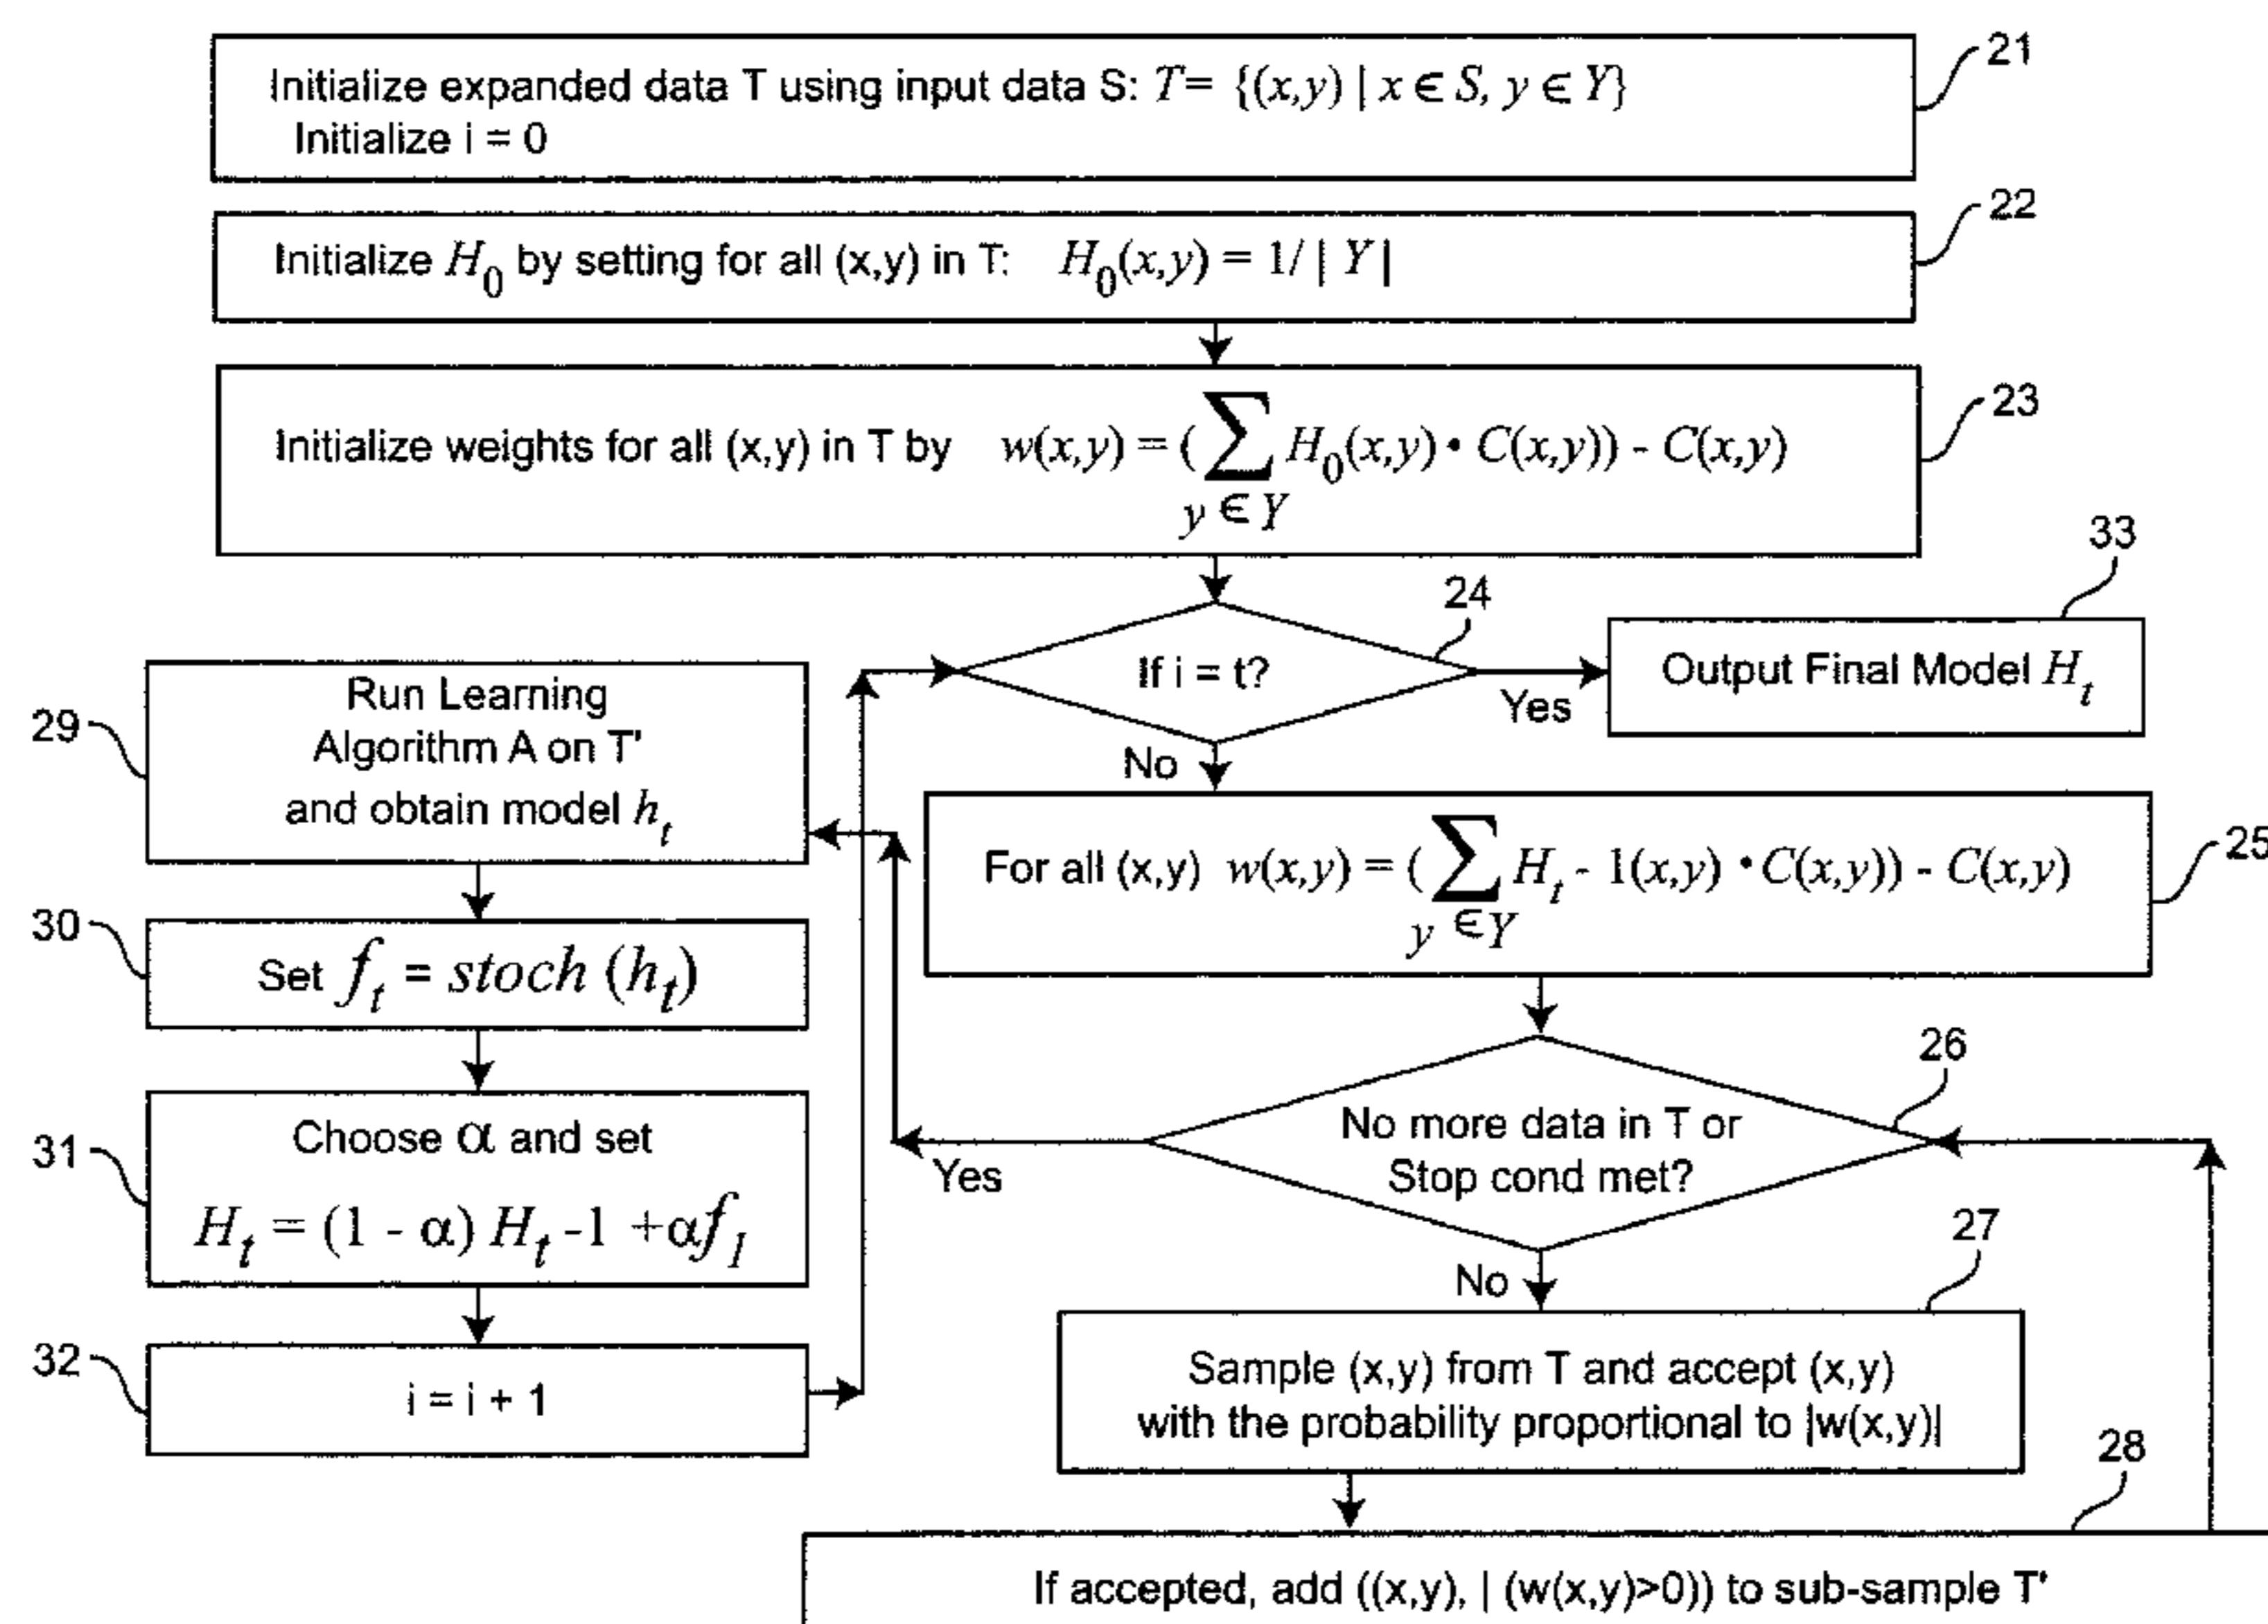 Initialize expanded data T using input data S: T= {(x,y) | x ∈ S, y ∈ Y}
Initialize i = 0
21
Initialize H₀ by setting for all (x,y) in T: H₀(x,y) = 1/| Y |
22
Initialize weights for all (x,y) in T by w(x,y) = ( ∑ H₀(x,y) • C(x,y)) - C(x,y)
y ∈ Y
23
If i = t?
24
Yes
No
Output Final Model Hₜ
33
For all (x,y) w(x,y) = ( ∑ Hₜ - 1(x,y) • C(x,y)) - C(x,y)
y ∈Y
25
No more data in T or
Stop cond met?
26
Yes
No
Sample (x,y) from T and accept (x,y)
with the probability proportional to |w(x,y)|
27
If accepted, add ((x,y), | (w(x,y)>0)) to sub-sample T'
28
Run Learning
Algorithm A on T'
and obtain model hₜ
29
Set fₜ = stoch (hₜ)
30
Choose α and set
Hₜ = (1 - α) Hₜ -1 +αf₁
31
i = i + 1
32